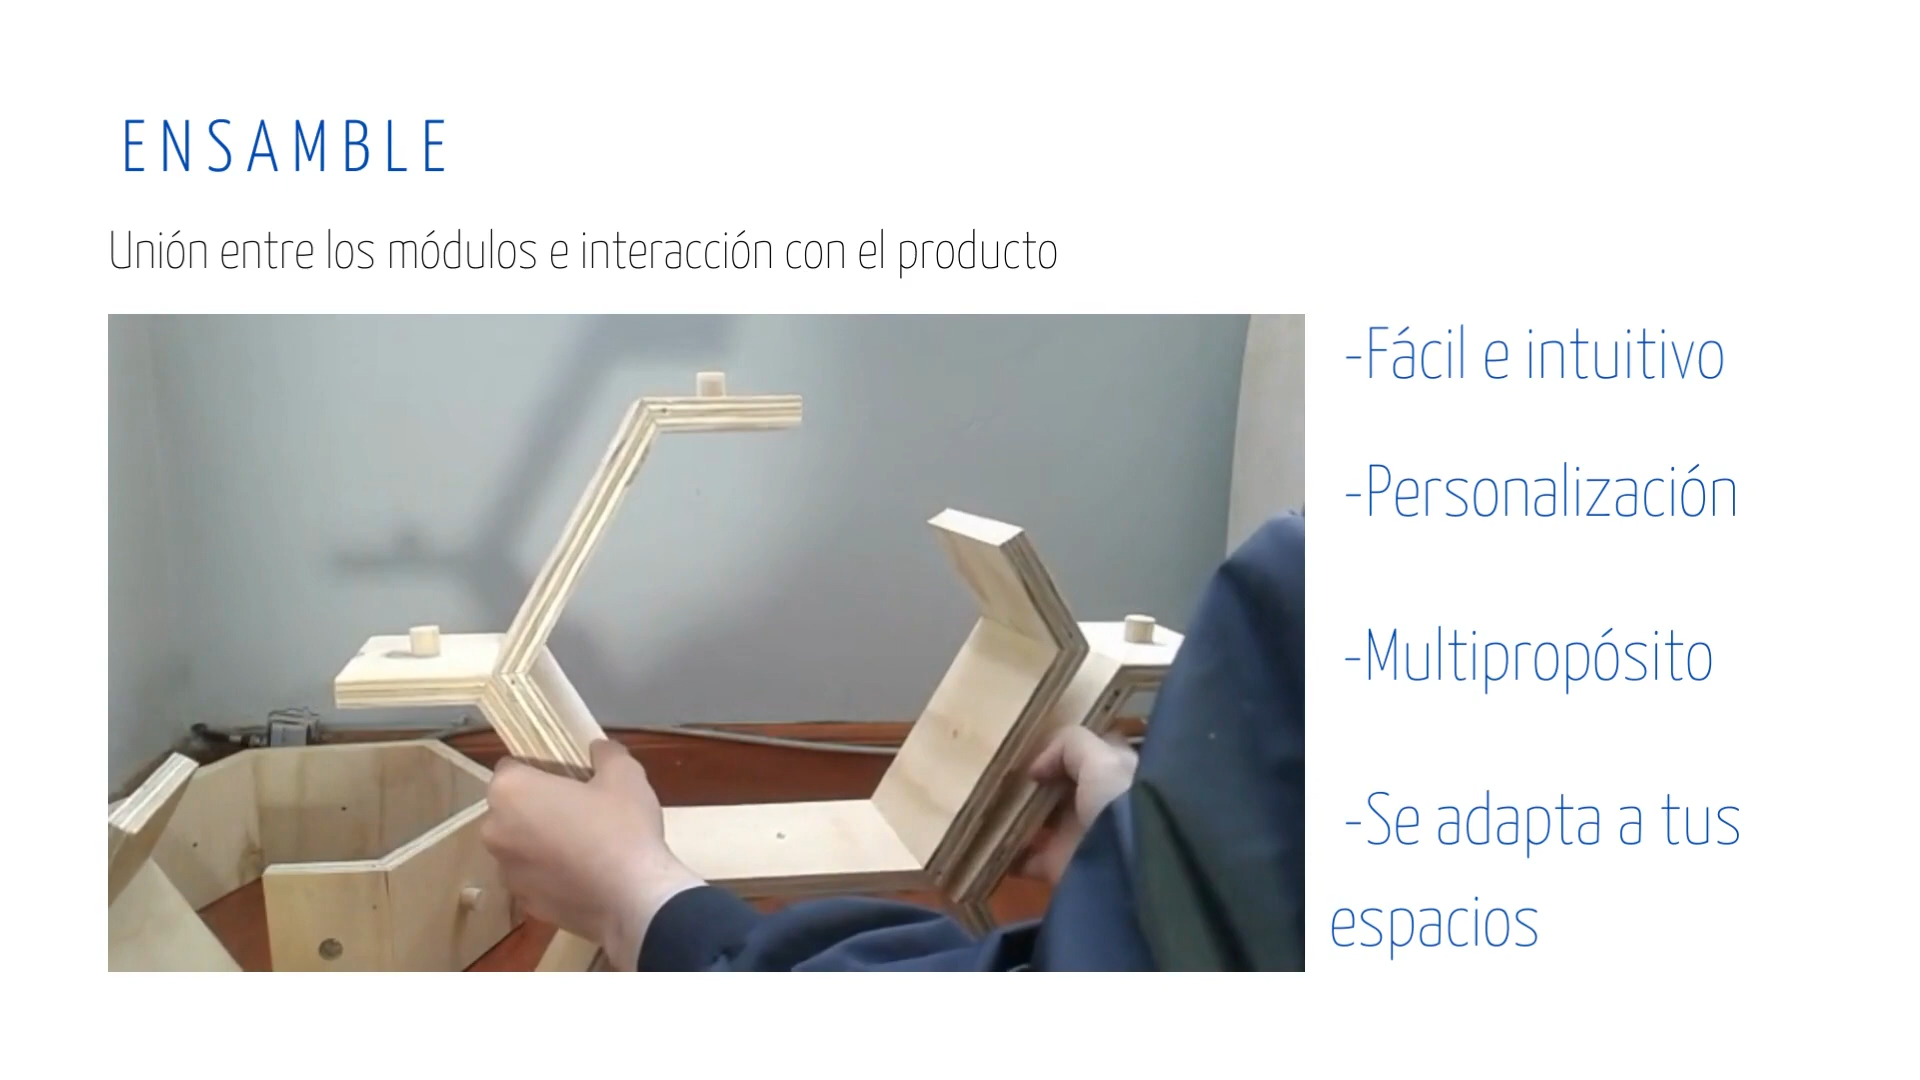 ENSAMBLE
Unión entre los módulos e interacción con el producto
-Fácil e intuitivo
-Personalización
-Multipropósito
-Se adapta a tus
espacios